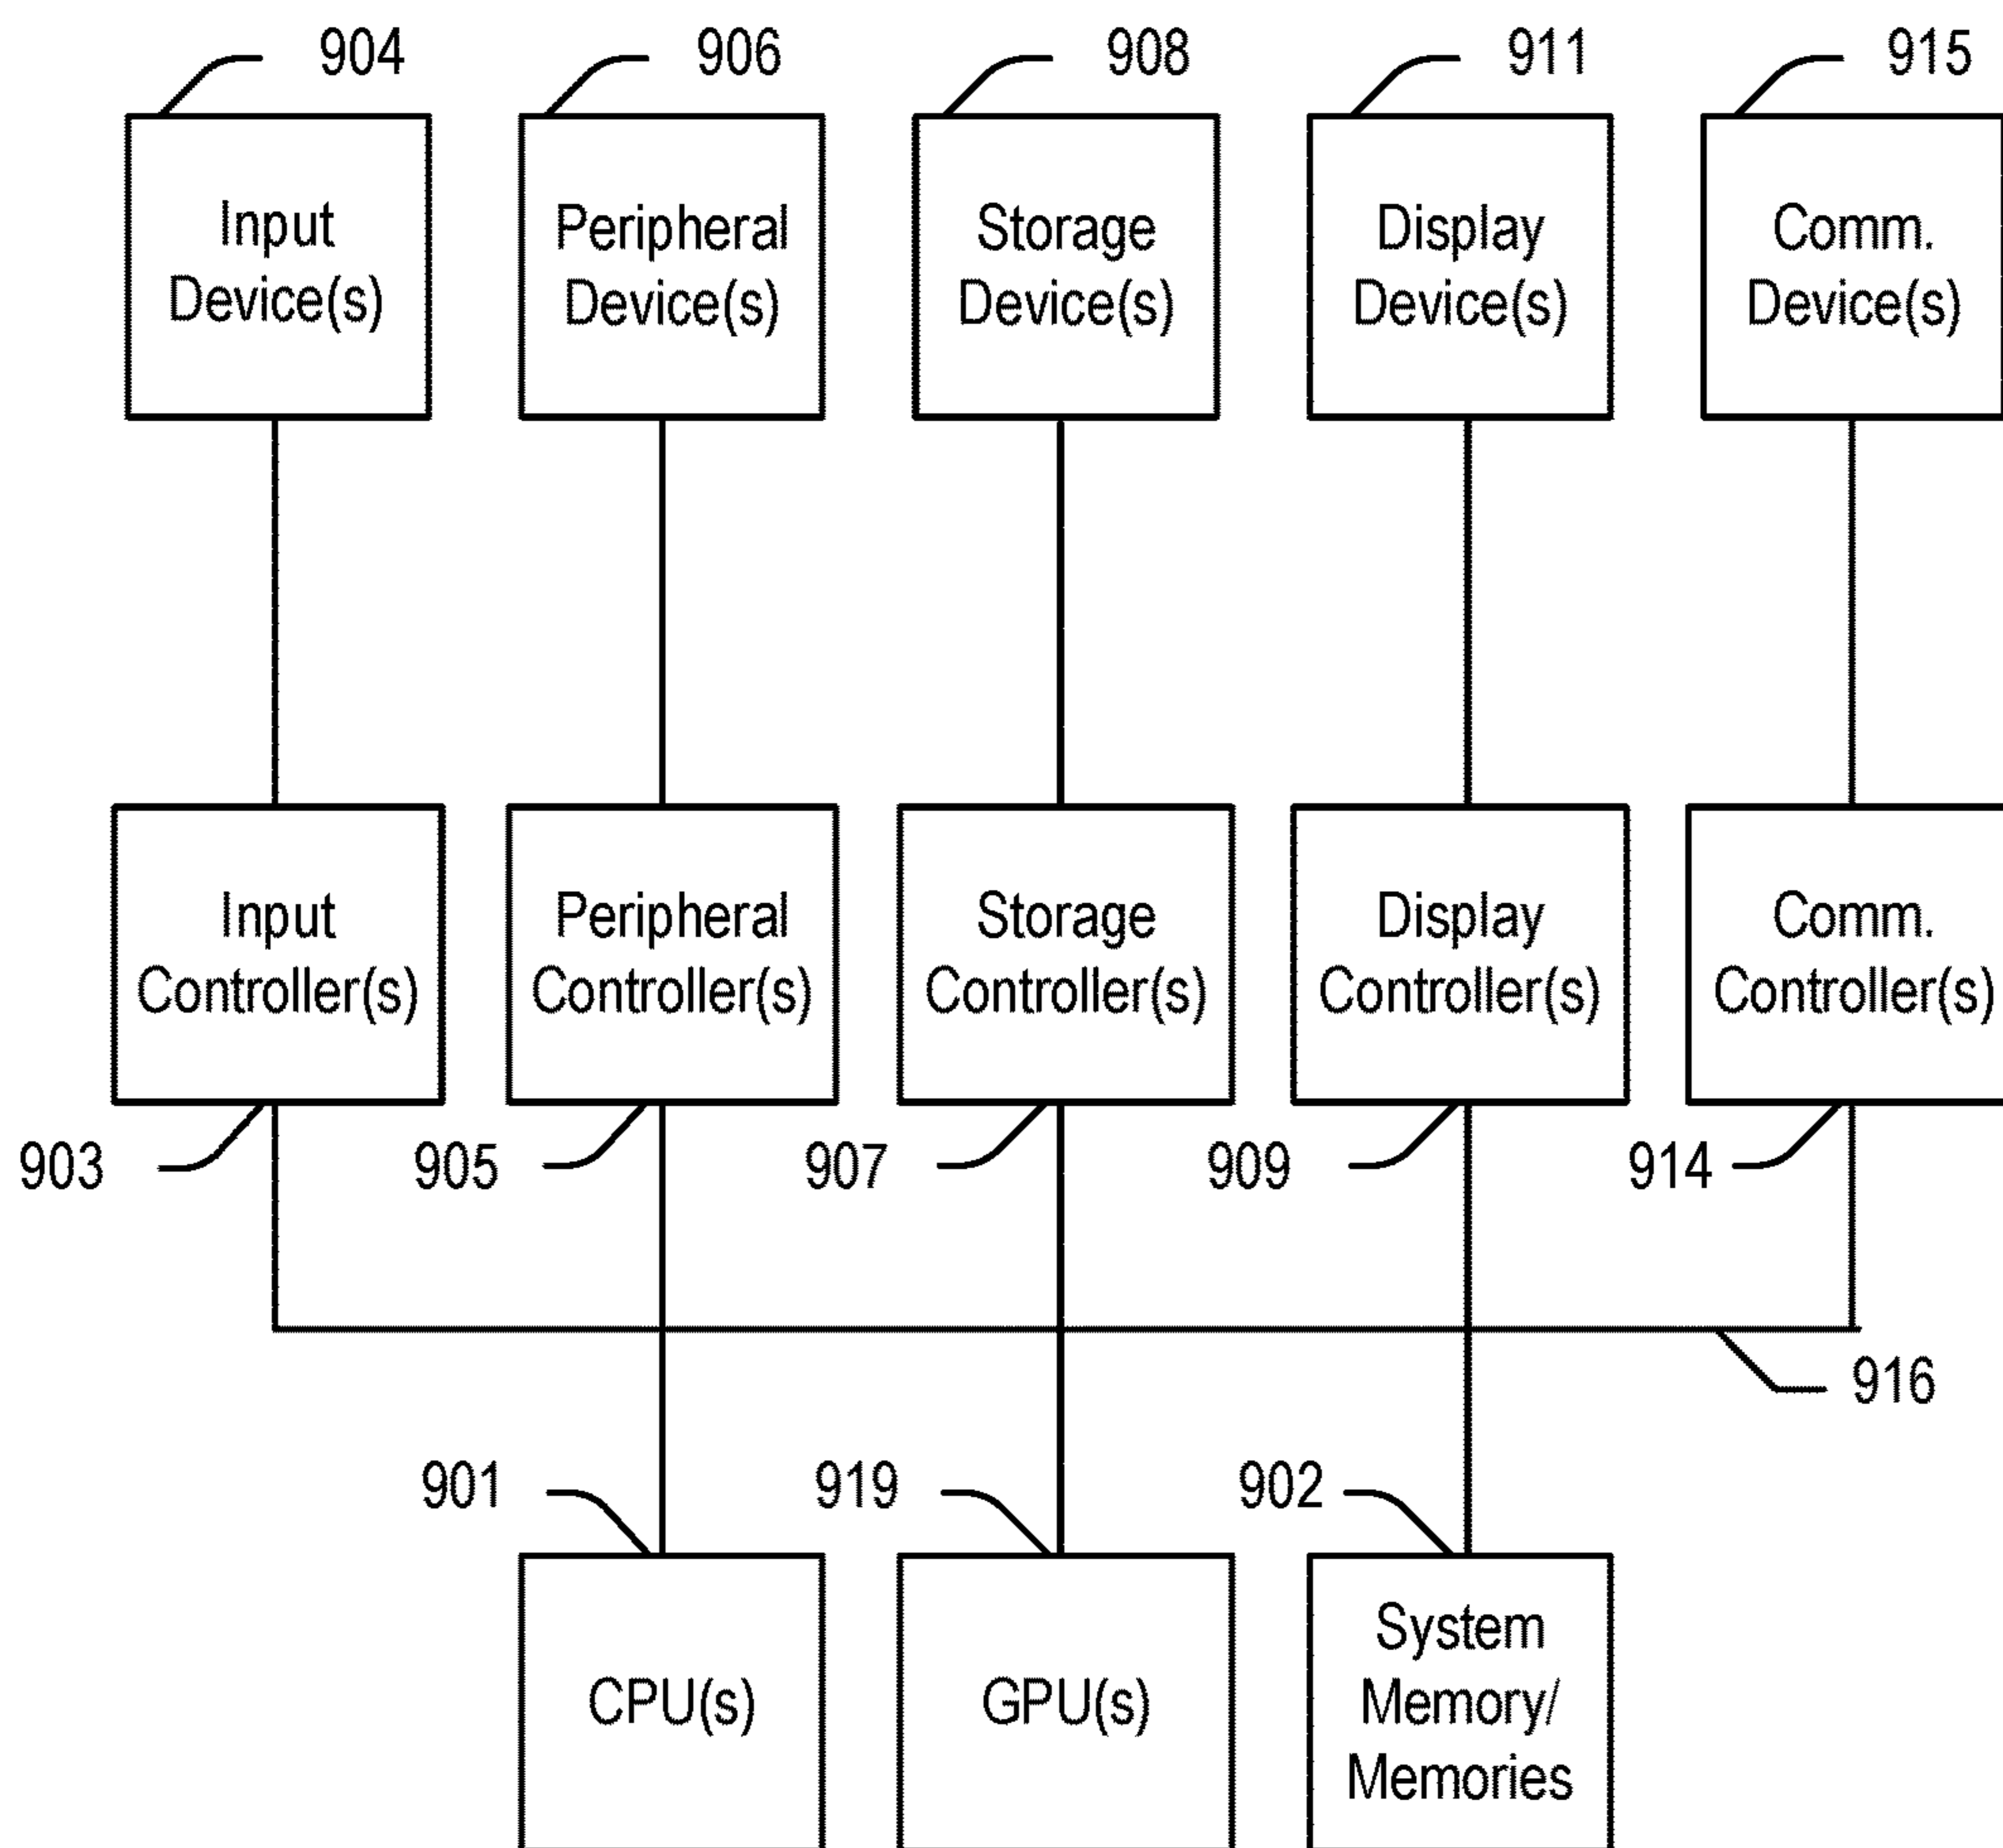 904 906 908 911 915
Input Device(s)
Peripheral Device(s)
Storage Device(s)
Display Device(s)
Comm. Device(s)
Input Controller(s)
Peripheral Controller(s)
Storage Controller(s)
Display Controller(s)
Comm. Controller(s)
903 905 907 909 914
916
901 919 902
CPU(s)
GPU(s)
System Memory/ Memories